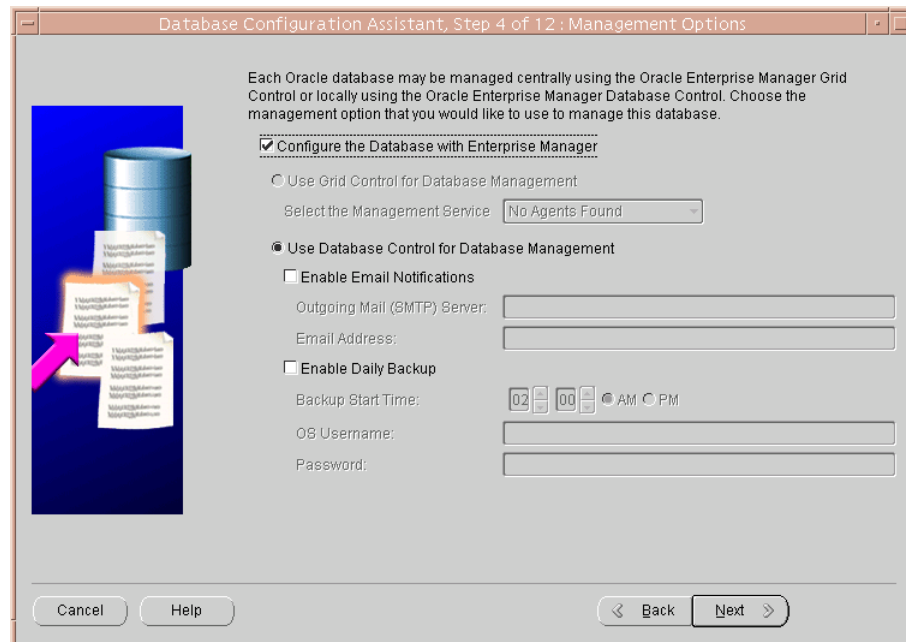 Database Configuration Assistant, Step 4 of 12 : Management Options
Each Oracle database may be managed centrally using the Oracle Enterprise Manager Grid
Control or locally using the Oracle Enterprise Manager Database Control. Choose the
management option that you would like to use to manage this database.
Configure the Database with Enterprise Manager
Use Grid Control for Database Management
Select the Management Service No Agents Found
Use Database Control for Database Management
Enable Email Notifications
Outgoing Mail (SMTP) Server:
Email Address:
Enable Daily Backup
Backup Start Time: 02 00 AM PM
OS Username:
Password:
Cancel Help Back Next